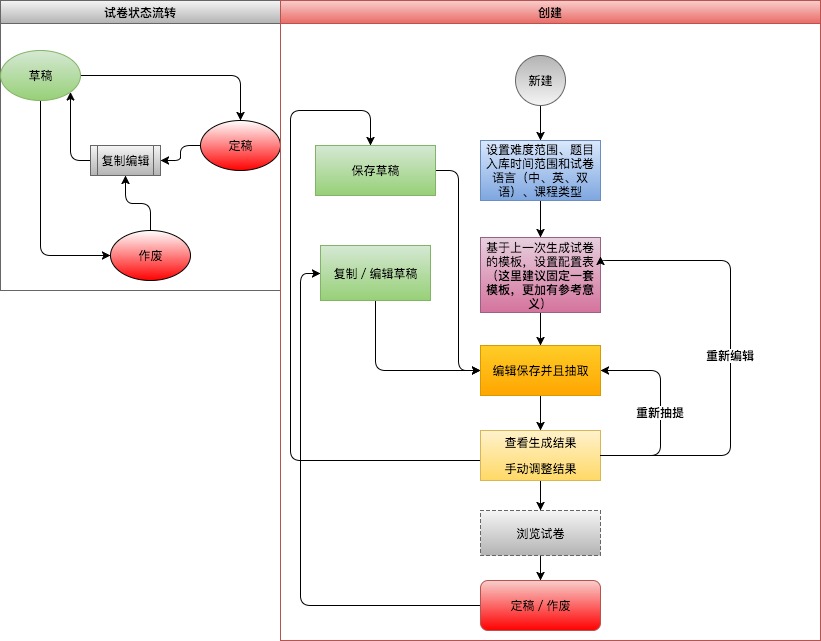 试卷状态流转
草稿
定稿
复制编辑
作废
创建
新建
设置难度范围、题目
入库时间范围和试卷
语言（中、英、双
语）、课程类型
保存草稿
基于上一次生成试卷
的模板，设置配置表
（这里建议固定一套
模板，更加有参考意
义）
复制 / 编辑草稿
重新编辑
编辑保存并且抽取
重新抽提
查看生成结果
手动调整结果
浏览试卷
定稿 / 作废